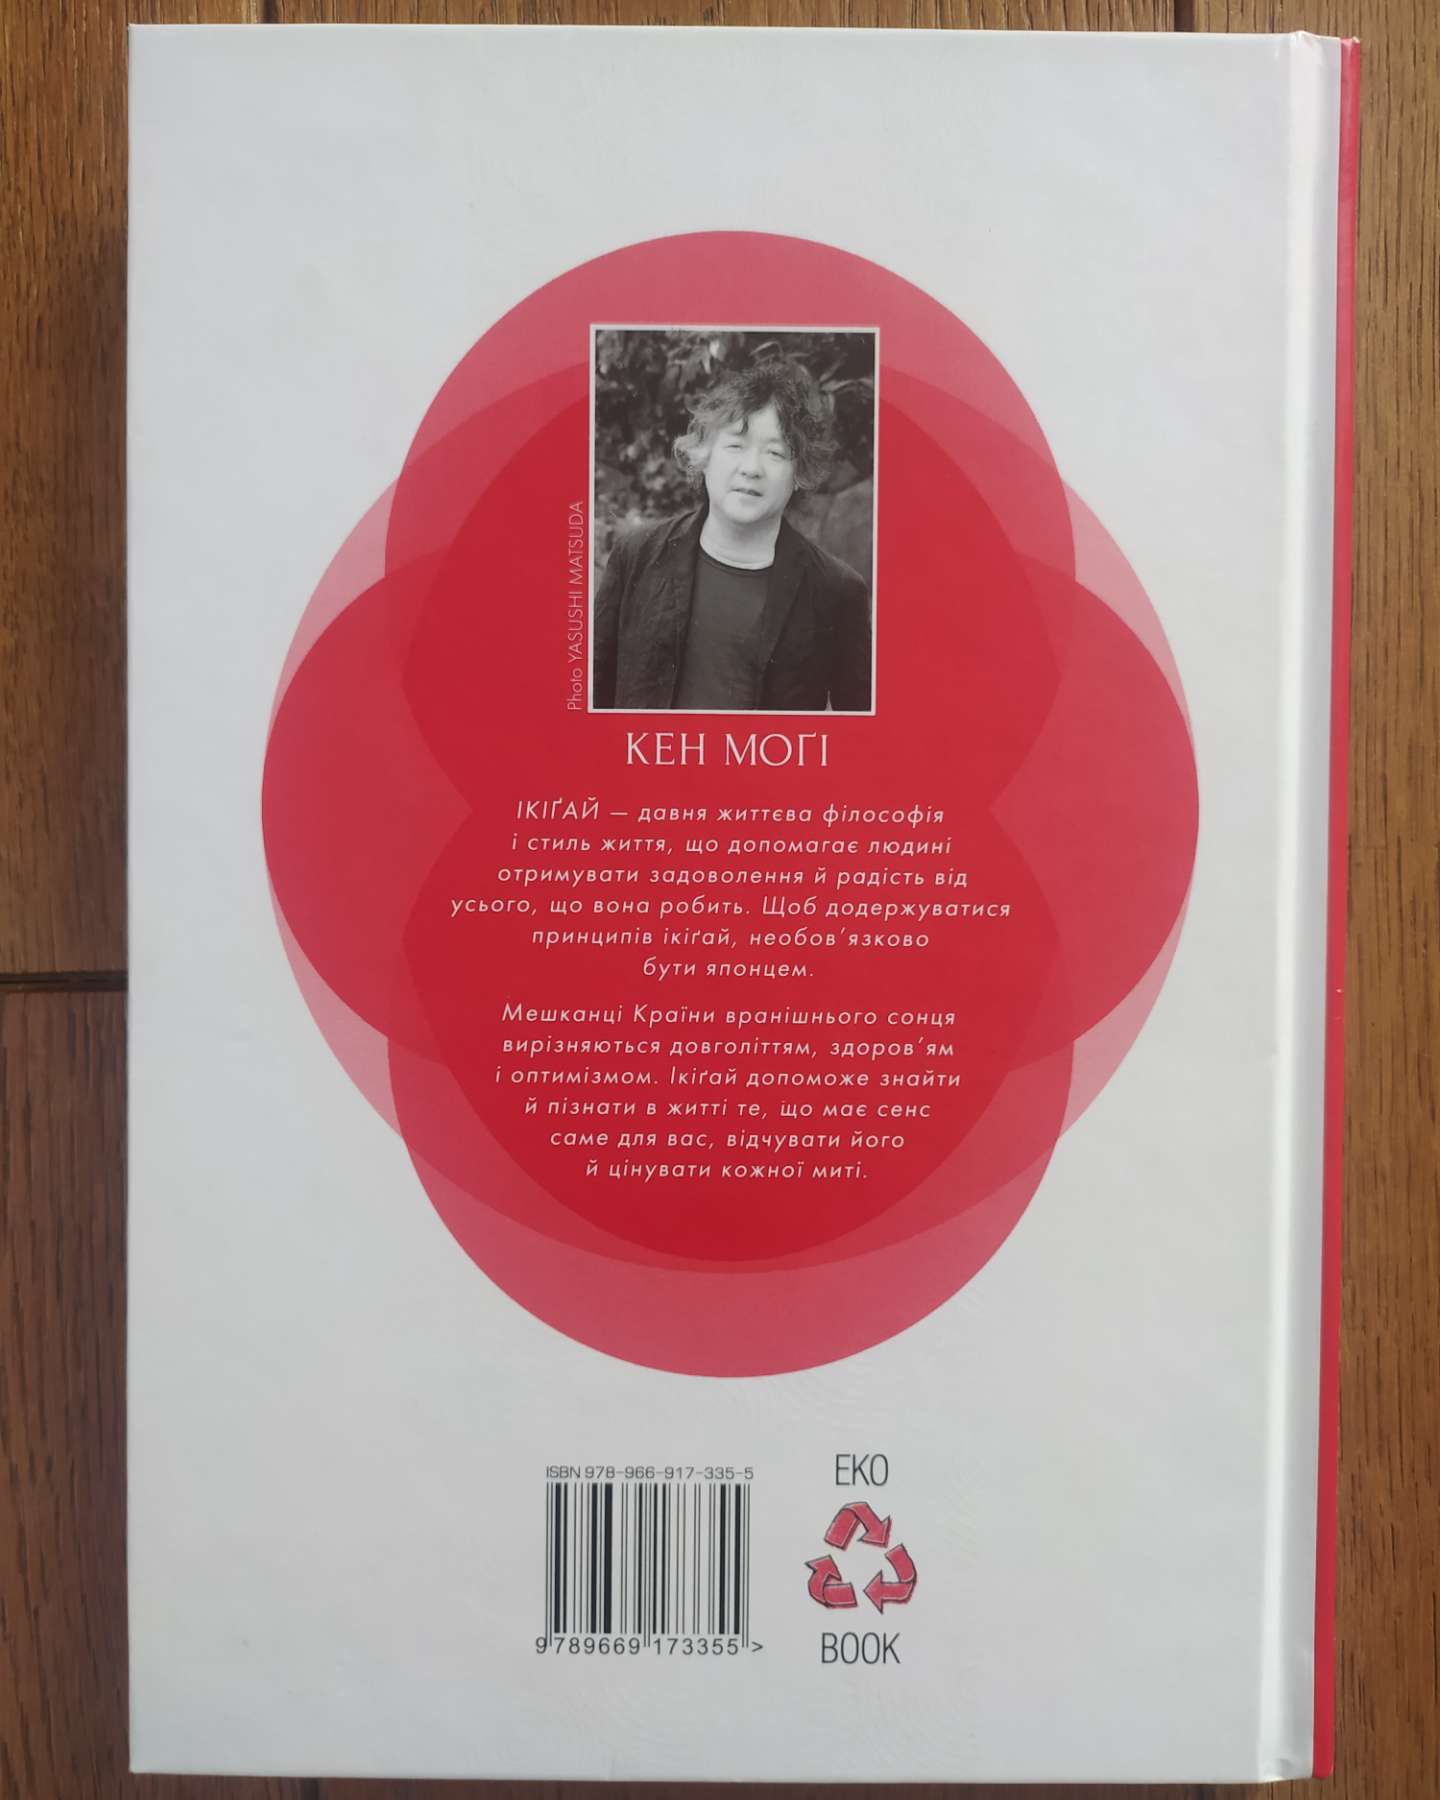 Photo YASUSHI MATSUDA
КЕН МОҐІ
ІКІҐАЙ — давня життєва філософія
і стиль життя, що допомагає людині
отримувати задоволення й радість від
усього, що вона робить. Щоб додержуватися
принципів ікіґай, необов’язково
бути японцем.
Мешканці Країни вранішнього сонця
вирізняються довголіттям, здоров’ям
і оптимізмом. Ікіґай допоможе знайти
й пізнати в житті те, що має сенс
саме для вас, відчувати його
й цінувати кожної миті.
ISBN 978-966-917-335-5
9 789669 173355 >
ЕКО
BOOK